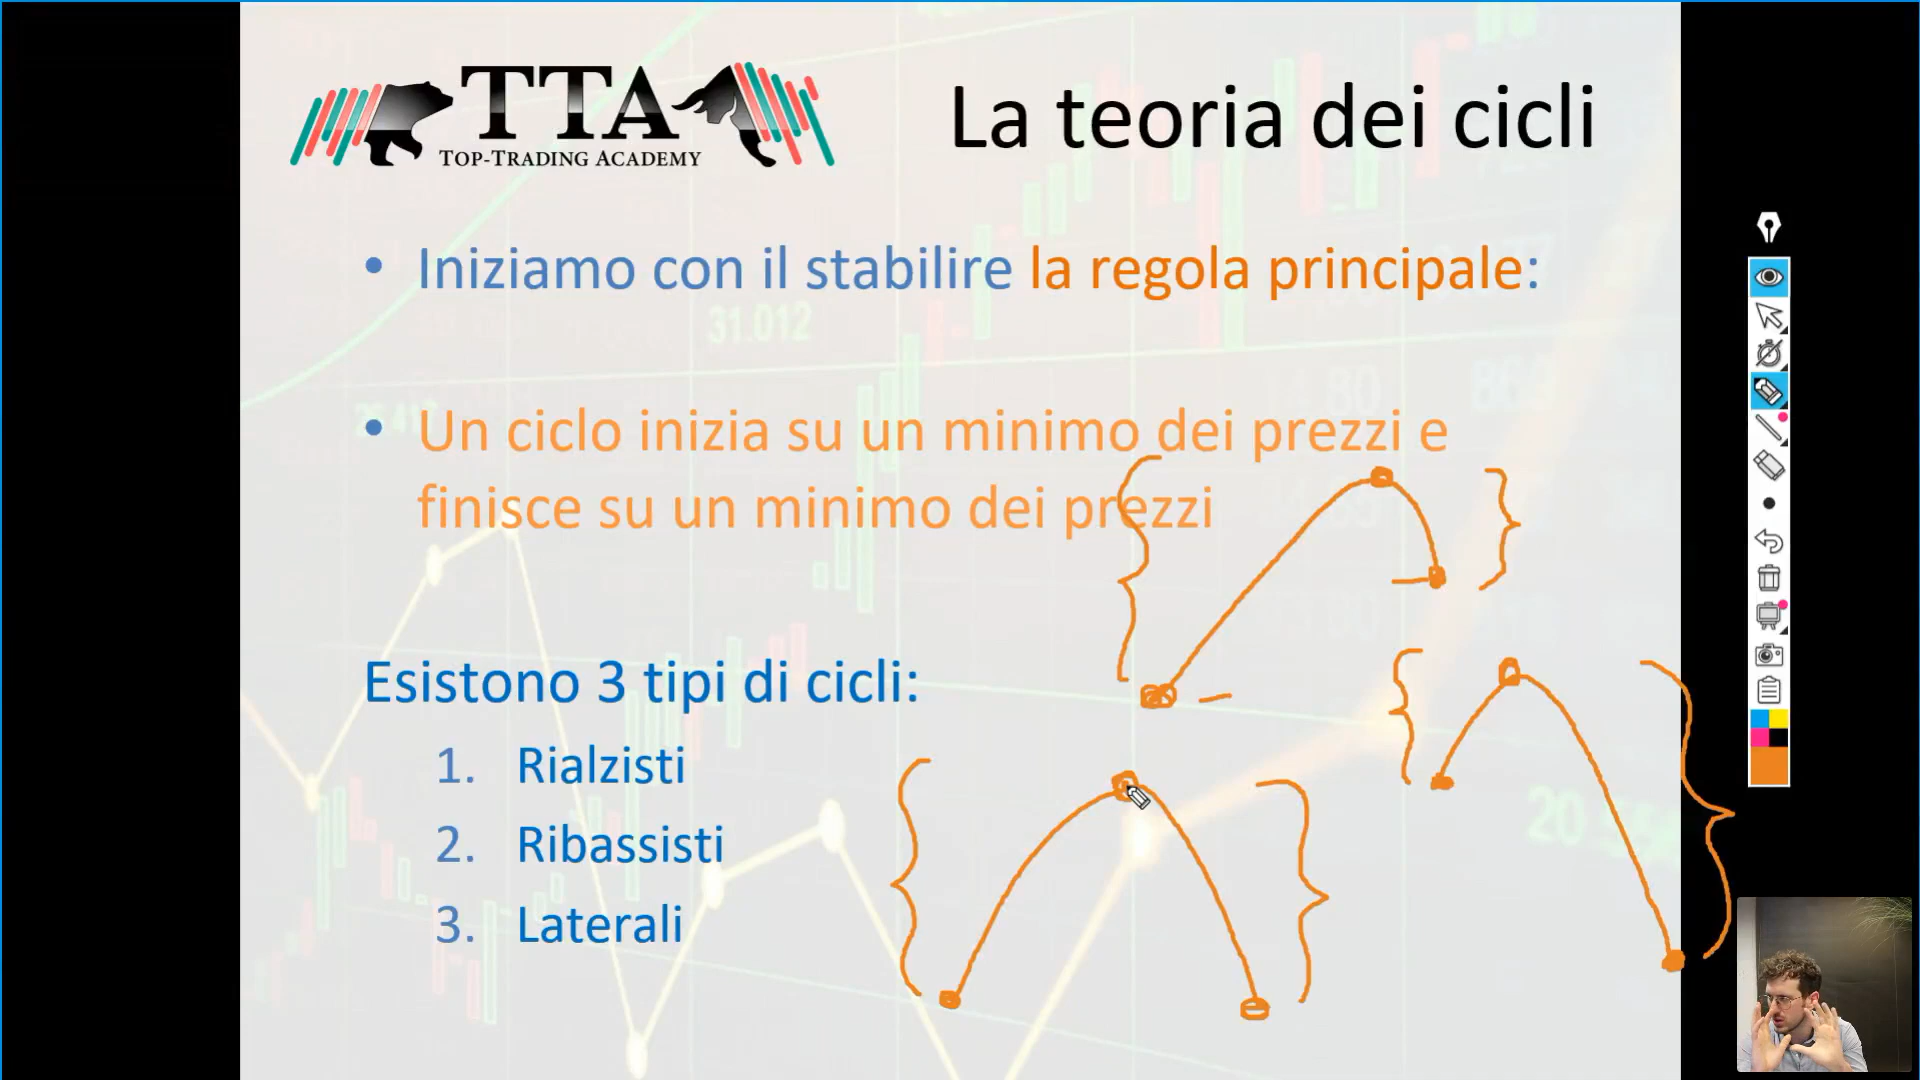 TTA
TOP-TRADING ACADEMY
La teoria dei cicli
• Iniziamo con il stabilire la regola principale:
31.012
• Un ciclo inizia su un minimo dei prezzi e
finisce su un minimo dei prezzi
Esistono 3 tipi di cicli:
1. Rialzisti
2. Ribassisti
3. Laterali